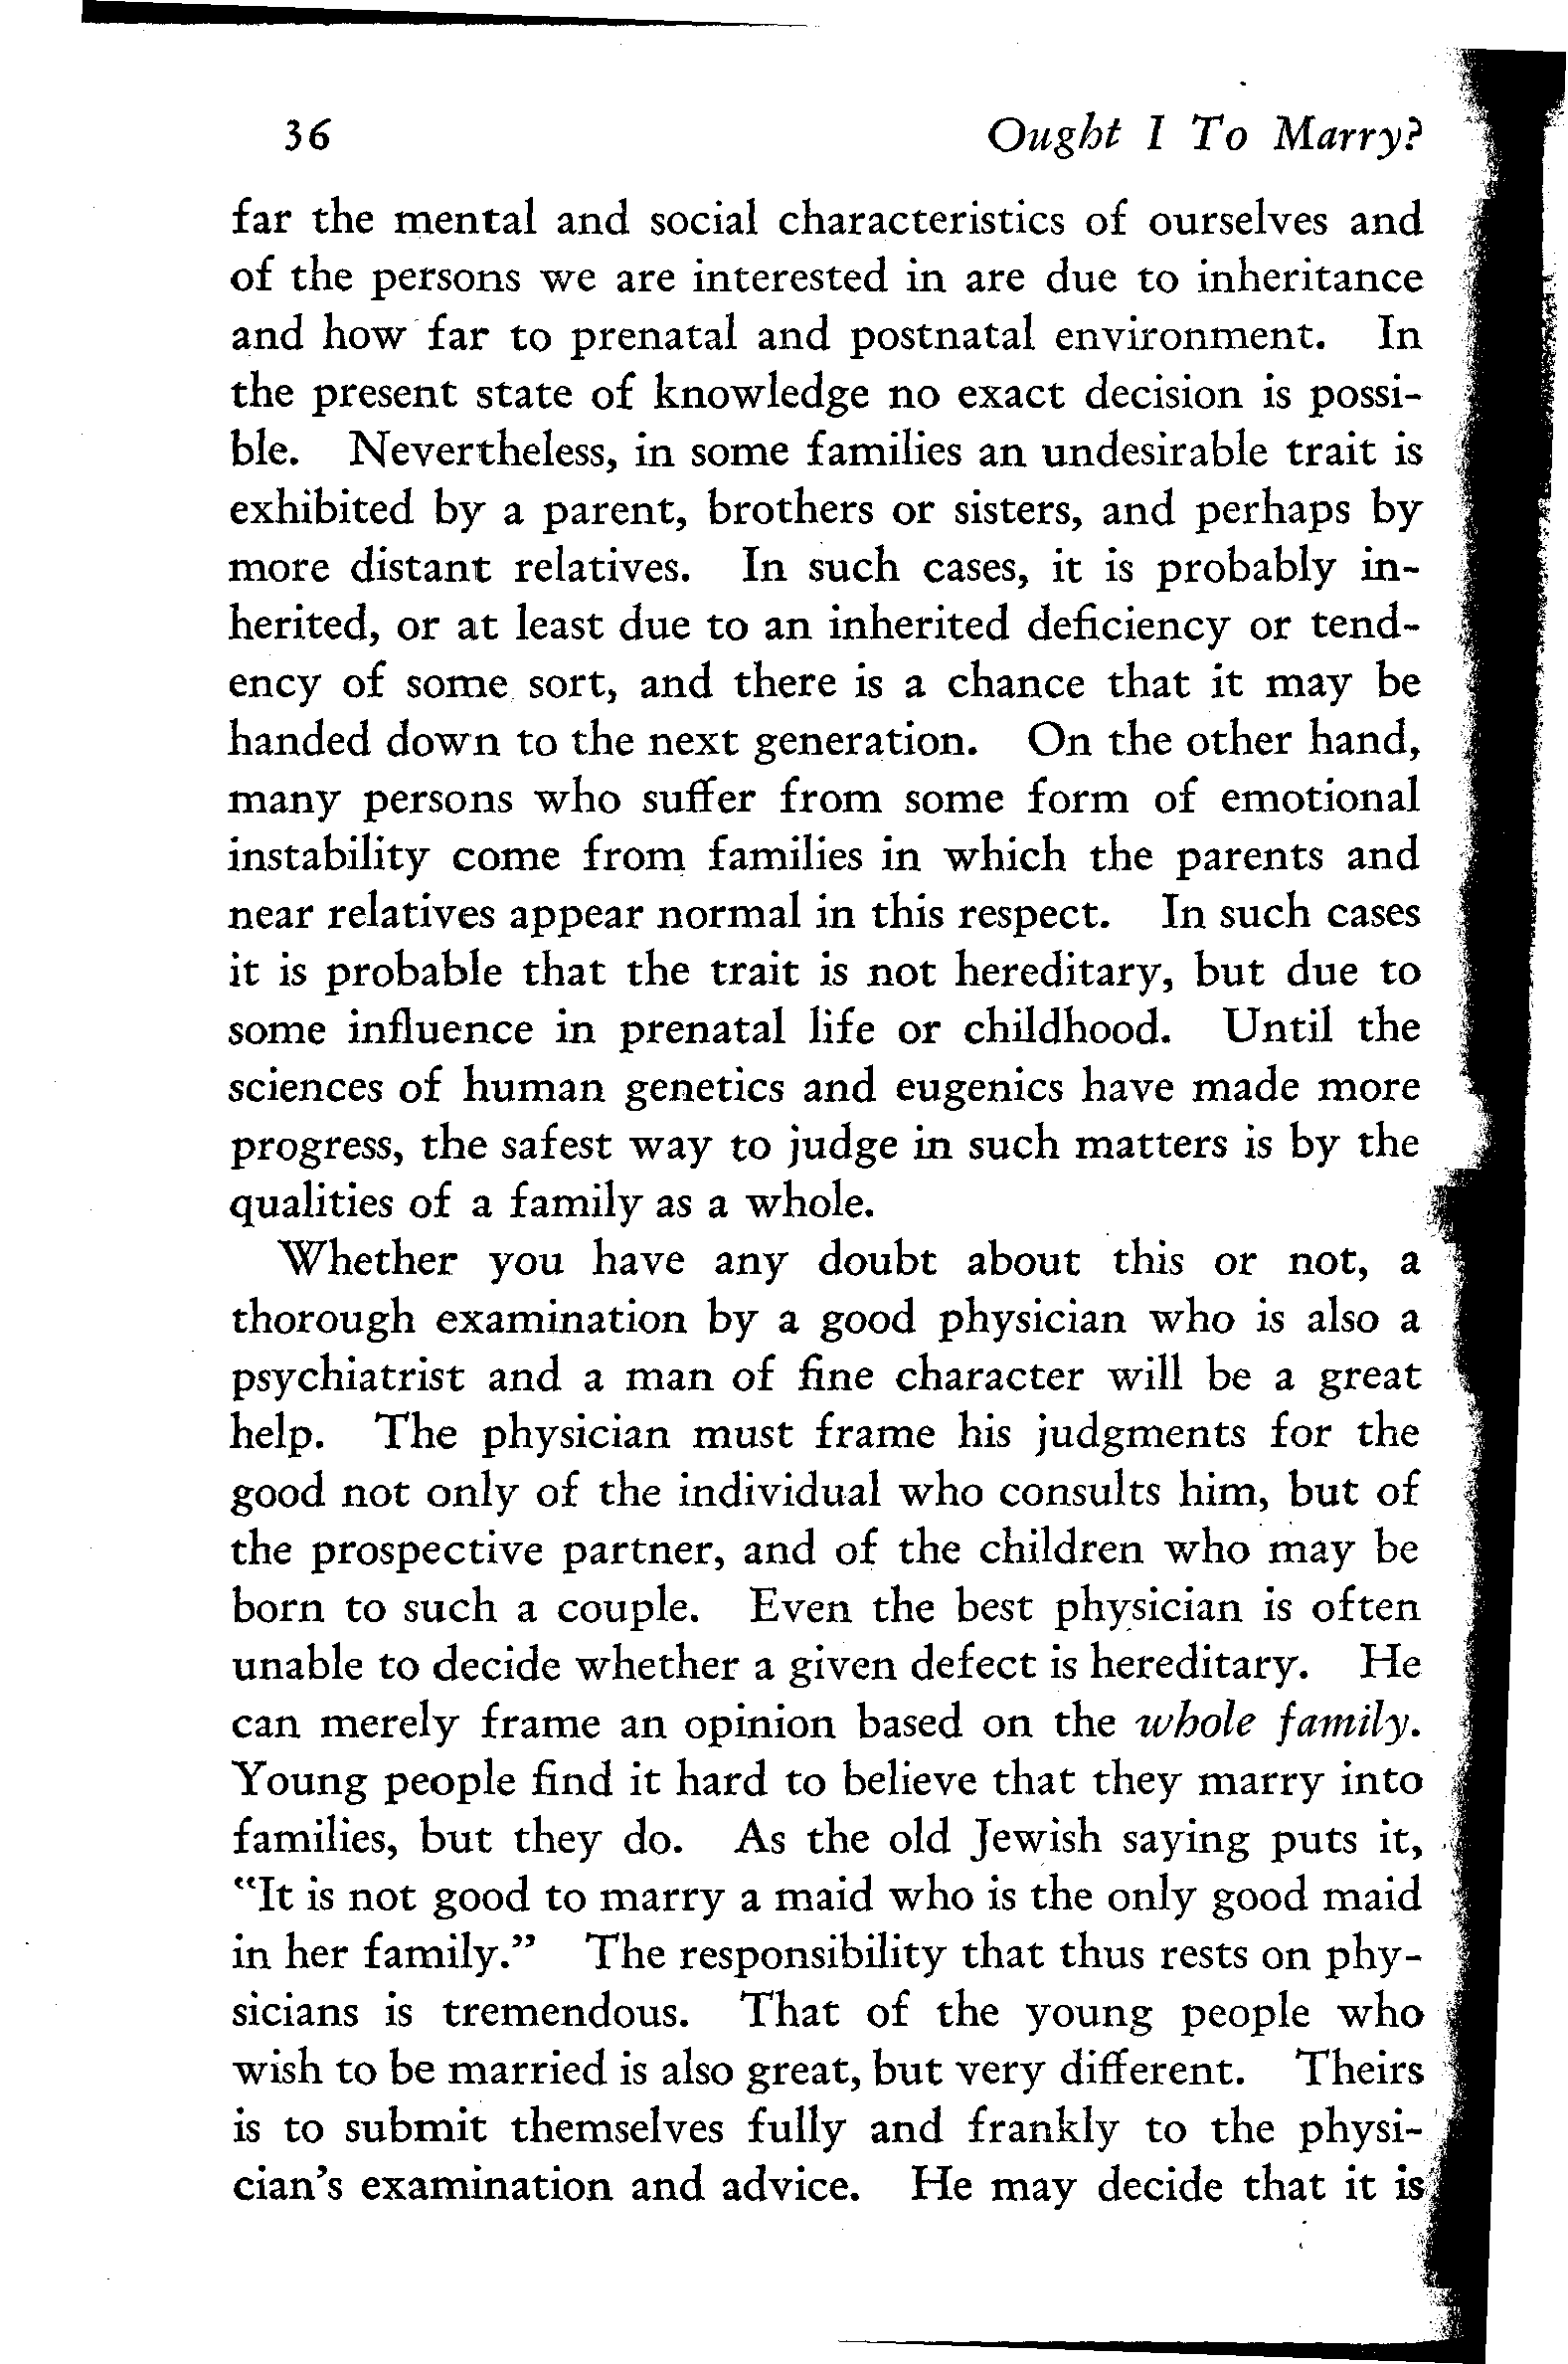 36 Ought I To Marry?
far the mental and social characteristics of ourselves and
of the persons we are interested in are due to inheritance
and how far to prenatal and postnatal environment. In
the present state of knowledge no exact decision is possi-
ble. Nevertheless, in some families an undesirable trait is
exhibited by a parent, brothers or sisters, and perhaps by
more distant relatives. In such cases, it is probably in-
herited, or at least due to an inherited deficiency or tend-
ency of some sort, and there is a chance that it may be
handed down to the next generation. On the other hand,
many persons who suffer from some form of emotional
instability come from families in which the parents and
near relatives appear normal in this respect. In such cases
it is probable that the trait is not hereditary, but due to
some influence in prenatal life or childhood. Until the
sciences of human genetics and eugenics have made more
progress, the safest way to judge in such matters is by the
qualities of a family as a whole.
Whether you have any doubt about this or not, a
thorough examination by a good physician who is also a
psychiatrist and a man of fine character will be a great
help. The physician must frame his judgments for the
good not only of the individual who consults him, but of
the prospective partner, and of the children who may be
born to such a couple. Even the best physician is often
unable to decide whether a given defect is hereditary. He
can merely frame an opinion based on the whole family.
Young people find it hard to believe that they marry into
families, but they do. As the old Jewish saying puts it,
"It is not good to marry a maid who is the only good maid
in her family." The responsibility that thus rests on phy-
sicians is tremendous. That of the young people who
wish to be married is also great, but very different. Theirs
is to submit themselves fully and frankly to the physi-
cian's examination and advice. He may decide that it is